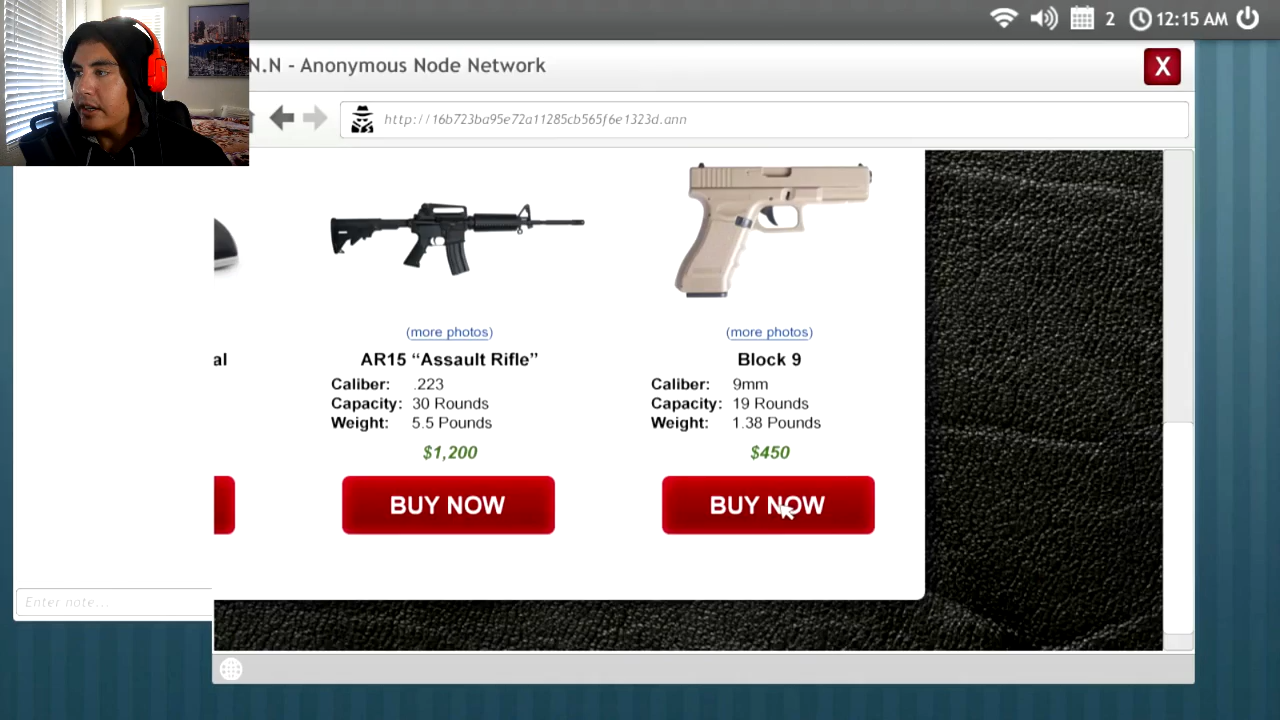 2 12:15 AM
N.N - Anonymous Node Network
X
http://16b723ba95e72a11285cb565f6e1323d.ann
(more photos)
(more photos)
al
AR15 “Assault Rifle”
Block 9
Caliber: .223
Caliber: 9mm
Capacity: 30 Rounds
Capacity: 19 Rounds
Weight: 5.5 Pounds
Weight: 1.38 Pounds
$1,200
$450
BUY NOW
BUY NOW
Enter note...